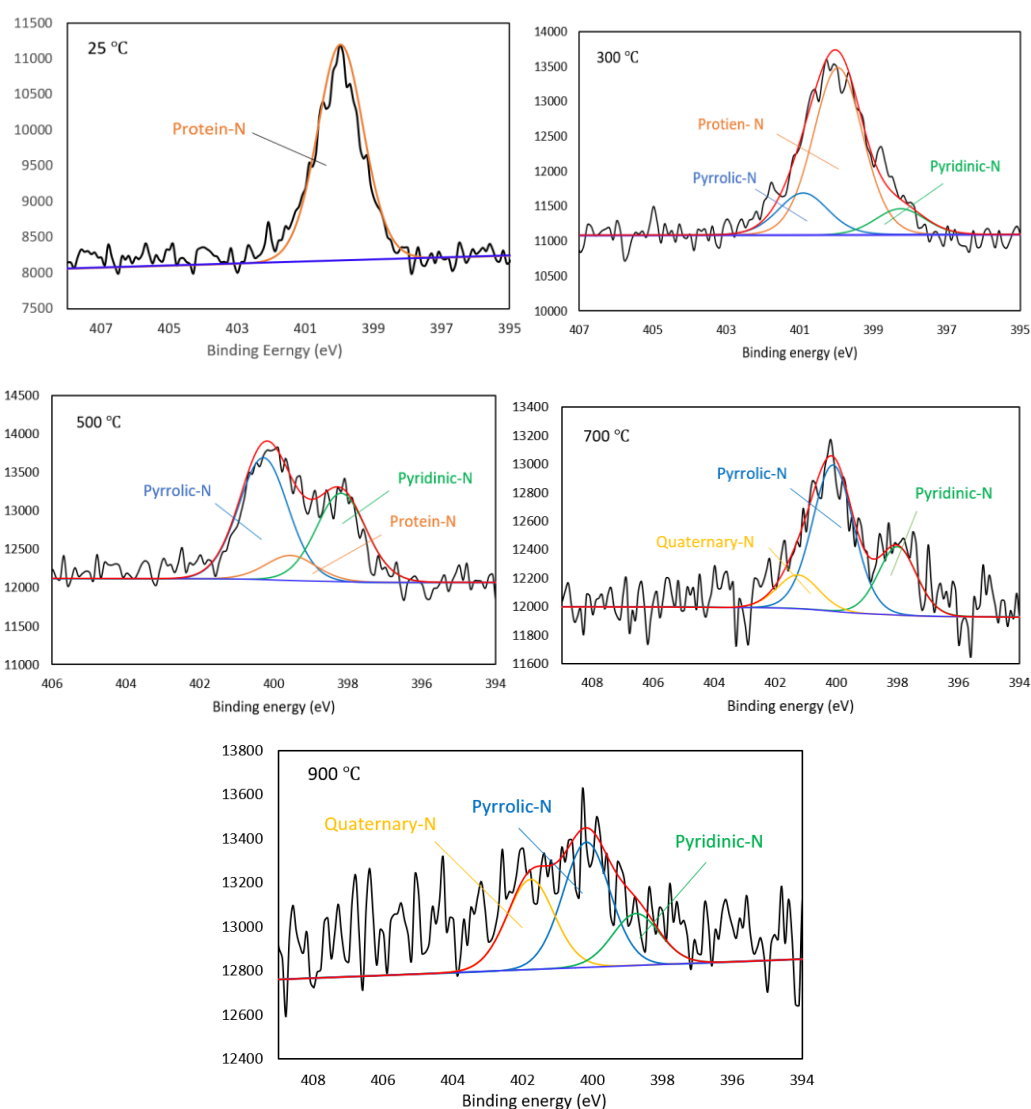 25 °C
11500
11000
10500
10000
9500
9000
8500
8000
7500
Protein-N
407 405 403 401 399 397 395
Binding Eerngy (eV)
300 °C
14000
13500
13000
12500
12000
11500
11000
10500
10000
Protien- N
Pyrrolic-N
Pyridinic-N
407 405 403 401 399 397 395
Binding energy (eV)
500 °C
14500
14000
13500
13000
12500
12000
11500
11000
Pyrrolic-N
Pyridinic-N
Protein-N
406 404 402 400 398 396 394
Binding energy (eV)
700 °C
13400
13200
13000
12800
12600
12400
12200
12000
11800
11600
Pyrrolic-N
Pyridinic-N
Quaternary-N
408 406 404 402 400 398 396 394
Binding energy (eV)
900 °C
13800
13600
13400
13200
13000
12800
12600
12400
Pyrrolic-N
Quaternary-N
Pyridinic-N
408 406 404 402 400 398 396 394
Binding energy (eV)